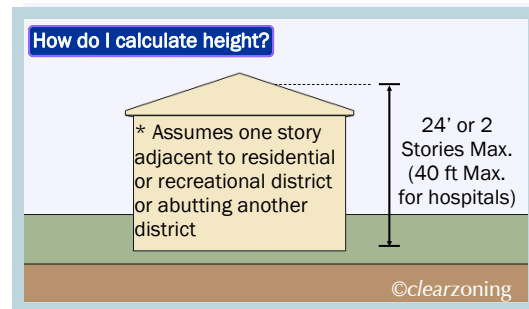 How do I calculate height?
* Assumes one story
adjacent to residential
or recreational district
or abutting another
district
24’ or 2
Stories Max.
(40 ft Max.
for hospitals)
©clearzoning